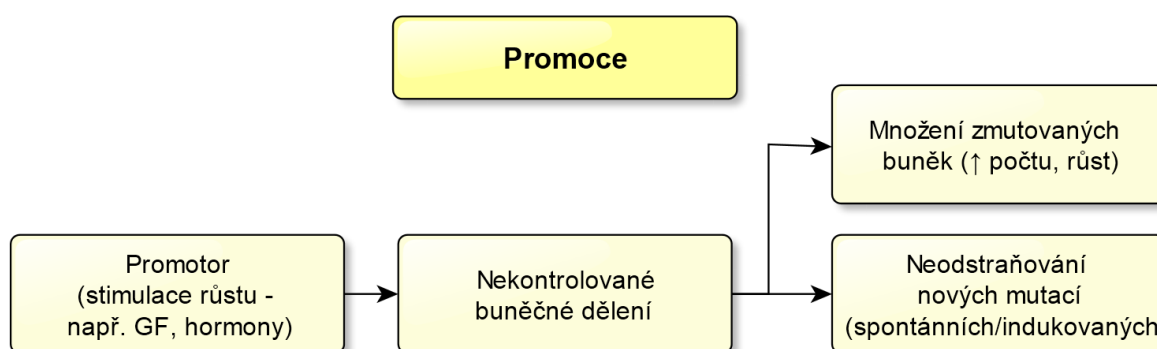 Promoce
Množení zmutovaných
buněk (↑ počtu, růst)
Promotor
(stimulace růstu -
např. GF, hormony)
Nekontrolované
buněčné dělení
Neodstraňování
nových mutací
(spontánních/indukovaných